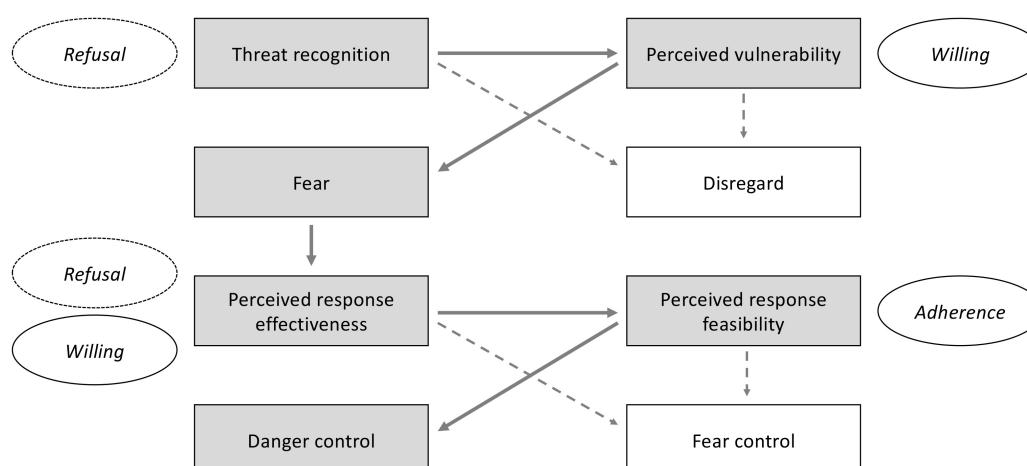 Refusal
Threat recognition
Perceived vulnerability
Willing
Fear
Disregard
Refusal
Willing
Perceived response
effectiveness
Perceived response
feasibility
Adherence
Danger control
Fear control